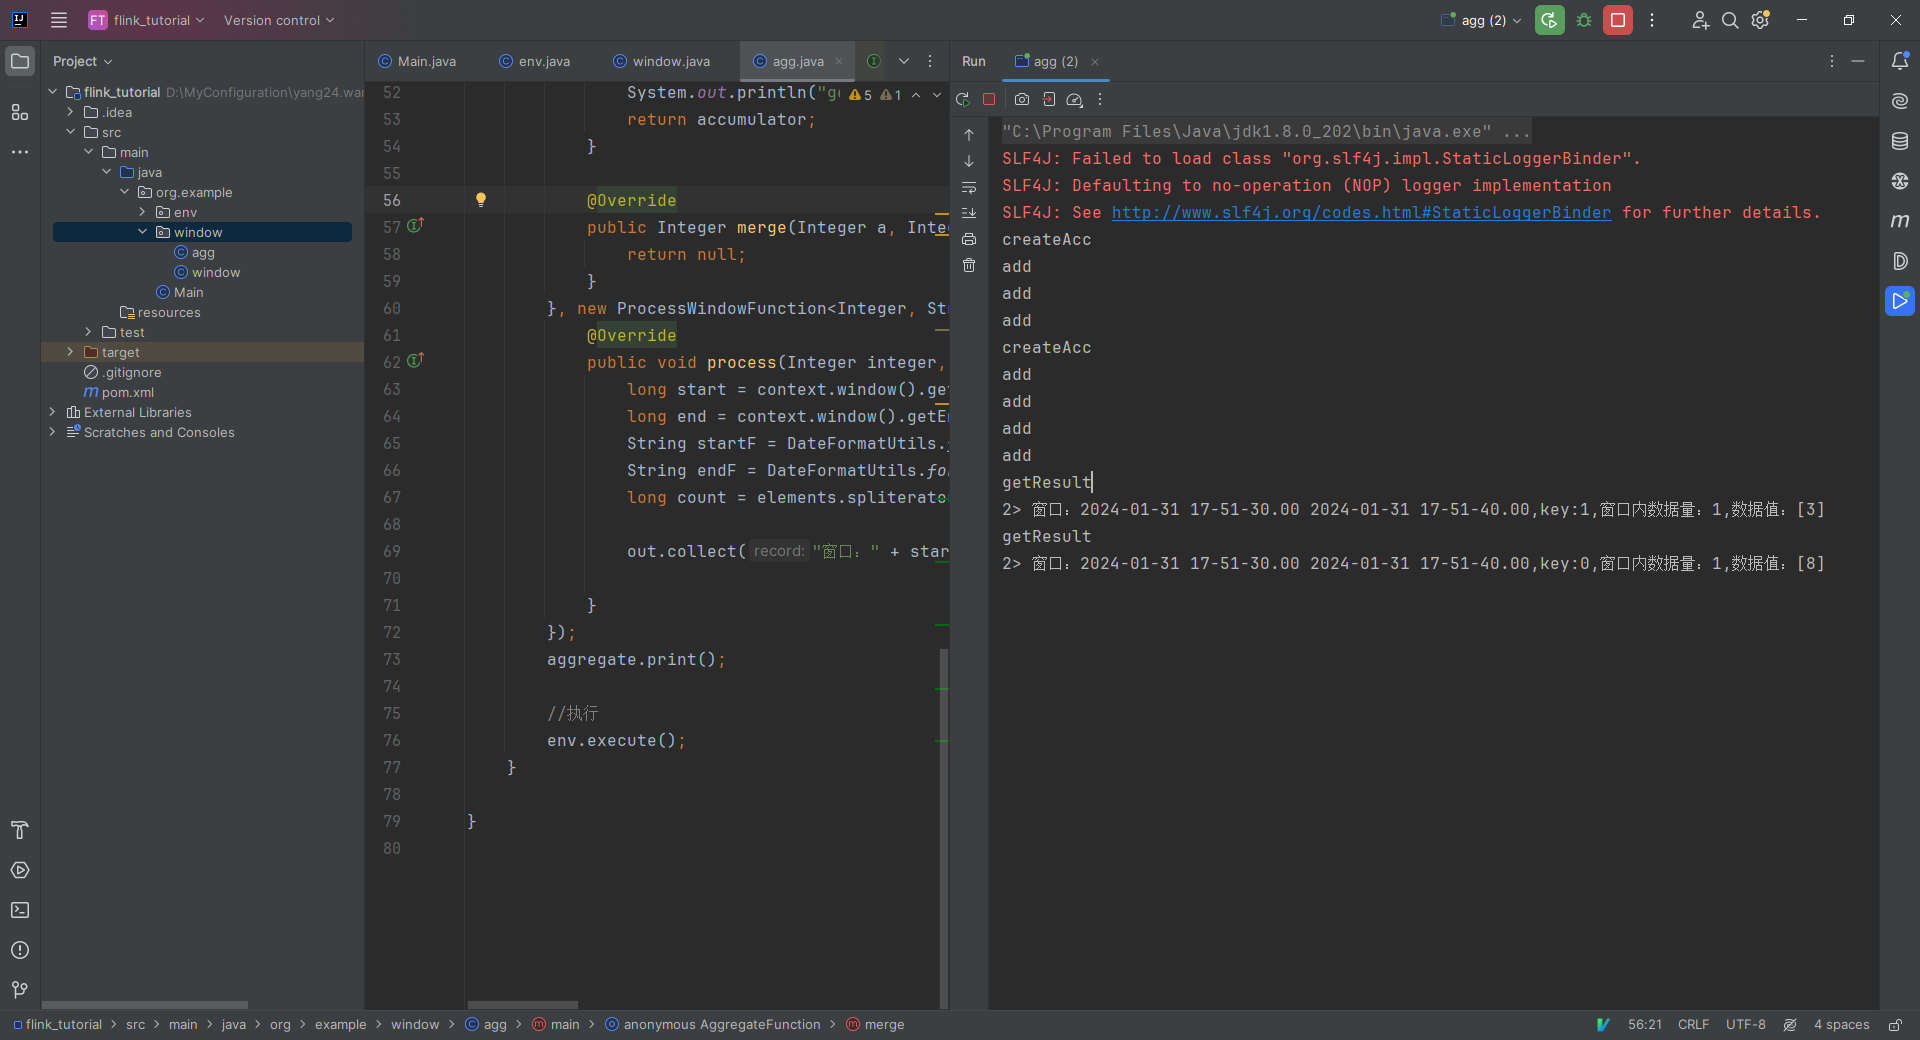 FT flink_tutorial Version control agg (2)
Project
Main.java env.java window.java agg.java
Run agg (2)
flink_tutorial D:\MyConfiguration\yang24.war
.idea
src
main
java
org.example
env
window
agg
window
Main
resources
test
target
.gitignore
pom.xml
External Libraries
Scratches and Consoles
5 1
52 System.out.println("ge
53 return accumulator;
54 }
55
56 @Override
57 public Integer merge(Integer a, Inte
58 return null;
59 }
60 }, new ProcessWindowFunction<Integer, St
61 @Override
62 public void process(Integer integer,
63 long start = context.window().get
64 long end = context.window().getE
65 String startF = DateFormatUtils.
66 String endF = DateFormatUtils.fo
67 long count = elements.spliterato
68
69 out.collect( record: "窗口：" + star
70
71 }
72 });
73 aggregate.print();
74
75 //执行
76 env.execute();
77 }
78
79 }
80
"C:\Program Files\Java\jdk1.8.0_202\bin\java.exe" ...
SLF4J: Failed to load class "org.slf4j.impl.StaticLoggerBinder".
SLF4J: Defaulting to no-operation (NOP) logger implementation
SLF4J: See http://www.slf4j.org/codes.html#StaticLoggerBinder for further details.
createAcc
add
add
add
createAcc
add
add
add
add
getResult
2> 窗口：2024-01-31 17-51-30.00 2024-01-31 17-51-40.00,key:1,窗口内数据量：1,数据值：[3]
getResult
2> 窗口：2024-01-31 17-51-30.00 2024-01-31 17-51-40.00,key:0,窗口内数据量：1,数据值：[8]
flink_tutorial > src > main > java > org > example > window > agg > main > anonymous AggregateFunction > merge
56:21 CRLF UTF-8 4 spaces